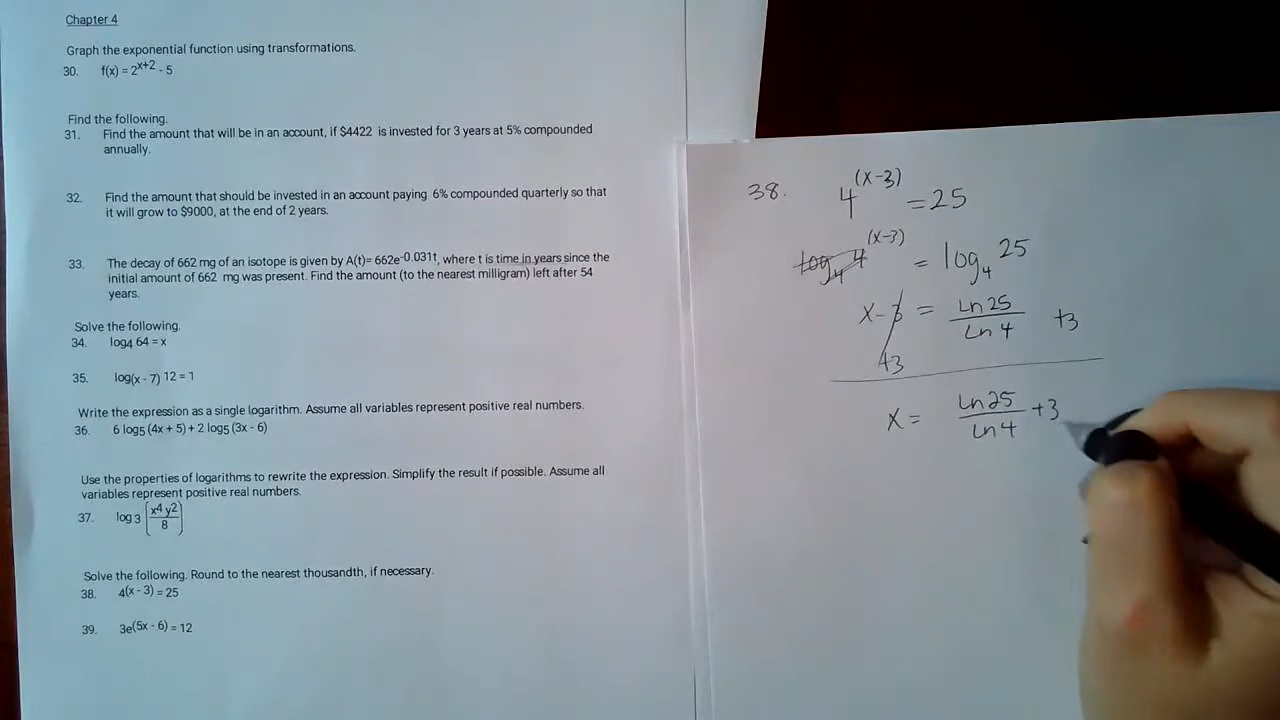 Chapter 4
Graph the exponential function using transformations.
30. f(x) = 2^x+2 - 5
Find the following.
31. Find the amount that will be in an account, if $4422 is invested for 3 years at 5% compounded
annually.
32. Find the amount that should be invested in an account paying 6% compounded quarterly so that
it will grow to $9000, at the end of 2 years.
33. The decay of 662 mg of an isotope is given by A(t)= 662e^-0.031t, where t is time in years since the
initial amount of 662 mg was present. Find the amount (to the nearest milligram) left after 54
years.
Solve the following.
34. log4 64 = x
35. log(x - 7) 12 = 1
Write the expression as a single logarithm. Assume all variables represent positive real numbers.
36. 6 log5 (4x + 5) + 2 log5 (3x - 6)
Use the properties of logarithms to rewrite the expression. Simplify the result if possible. Assume all
variables represent positive real numbers.
37. log 3 [x4 y2 / 8]
Solve the following. Round to the nearest thousandth, if necessary.
38. 4(x - 3) = 25
39. 3e(5x - 6) = 12
38. 4^(x-3) = 25
log4 4^(x-3) = log4 25
x-3 = ln25/ln4 +3
+3
x = ln25/ln4 +3